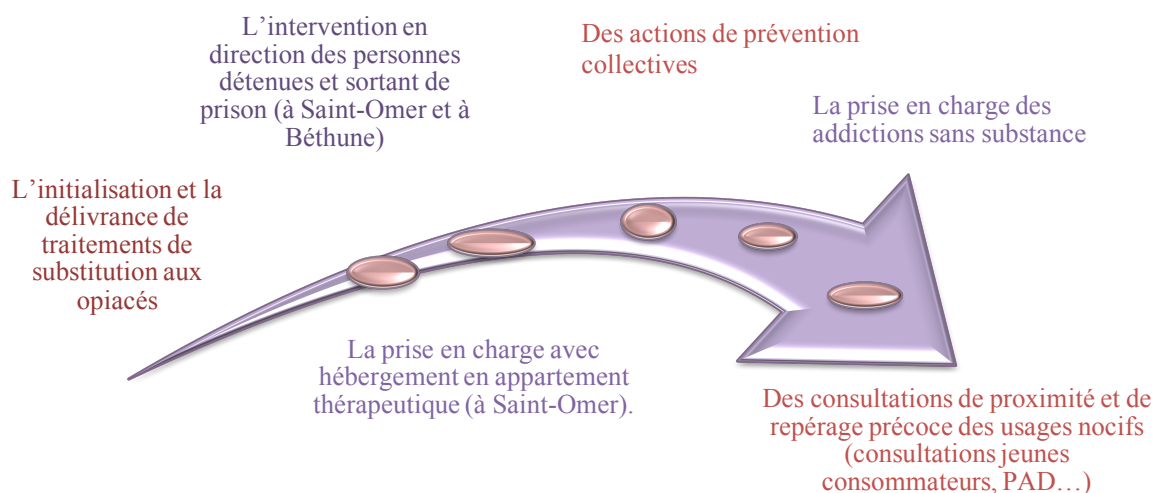 L’intervention en
direction des personnes
détenues et sortant de
prison (à Saint-Omer et à
Béthune)
Des actions de prévention
collectives
La prise en charge des
addictions sans substance
L’initialisation et la
délivrance de
traitements de
substitution aux
opiacés
La prise en charge avec
hébergement en appartement
thérapeutique (à Saint-Omer).
Des consultations de proximité et de
repérage précoce des usages nocifs
(consultations jeunes
consommateurs, PAD…)